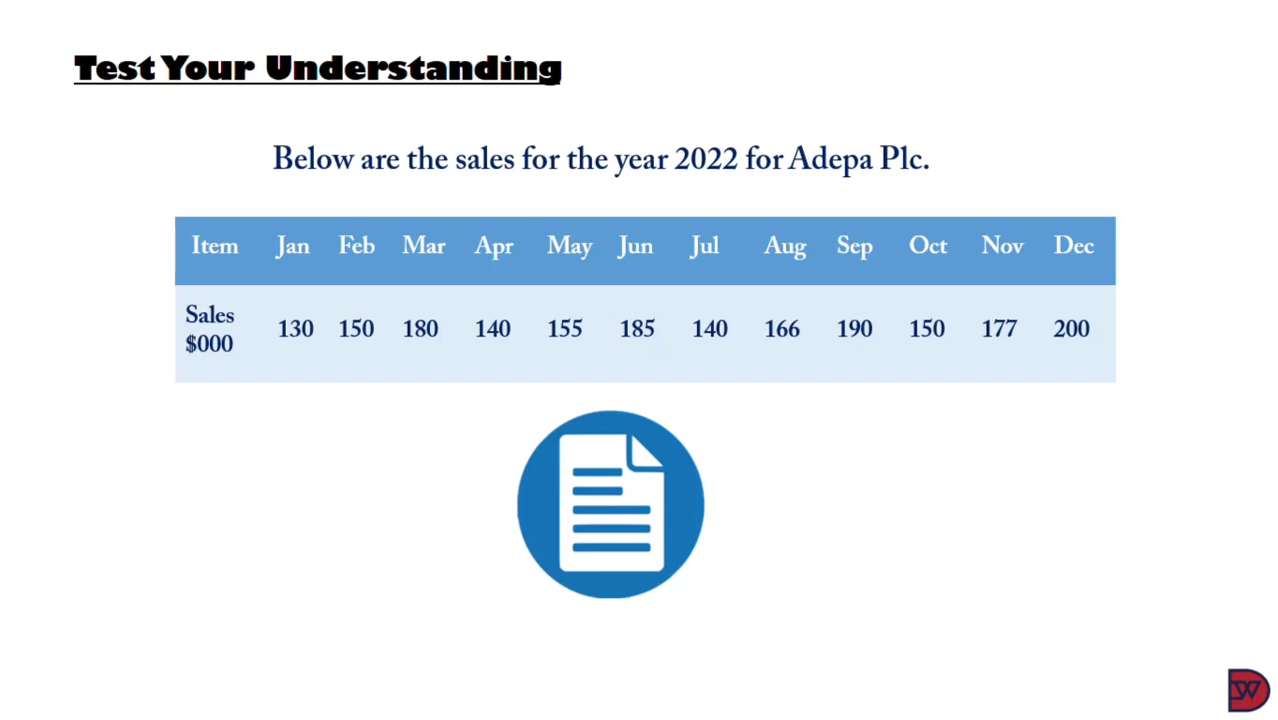 Test Your Understanding
Below are the sales for the year 2022 for Adepa Plc.
Item Jan Feb Mar Apr May Jun Jul Aug Sep Oct Nov Dec
Sales $000 130 150 180 140 155 185 140 166 190 150 177 200
W